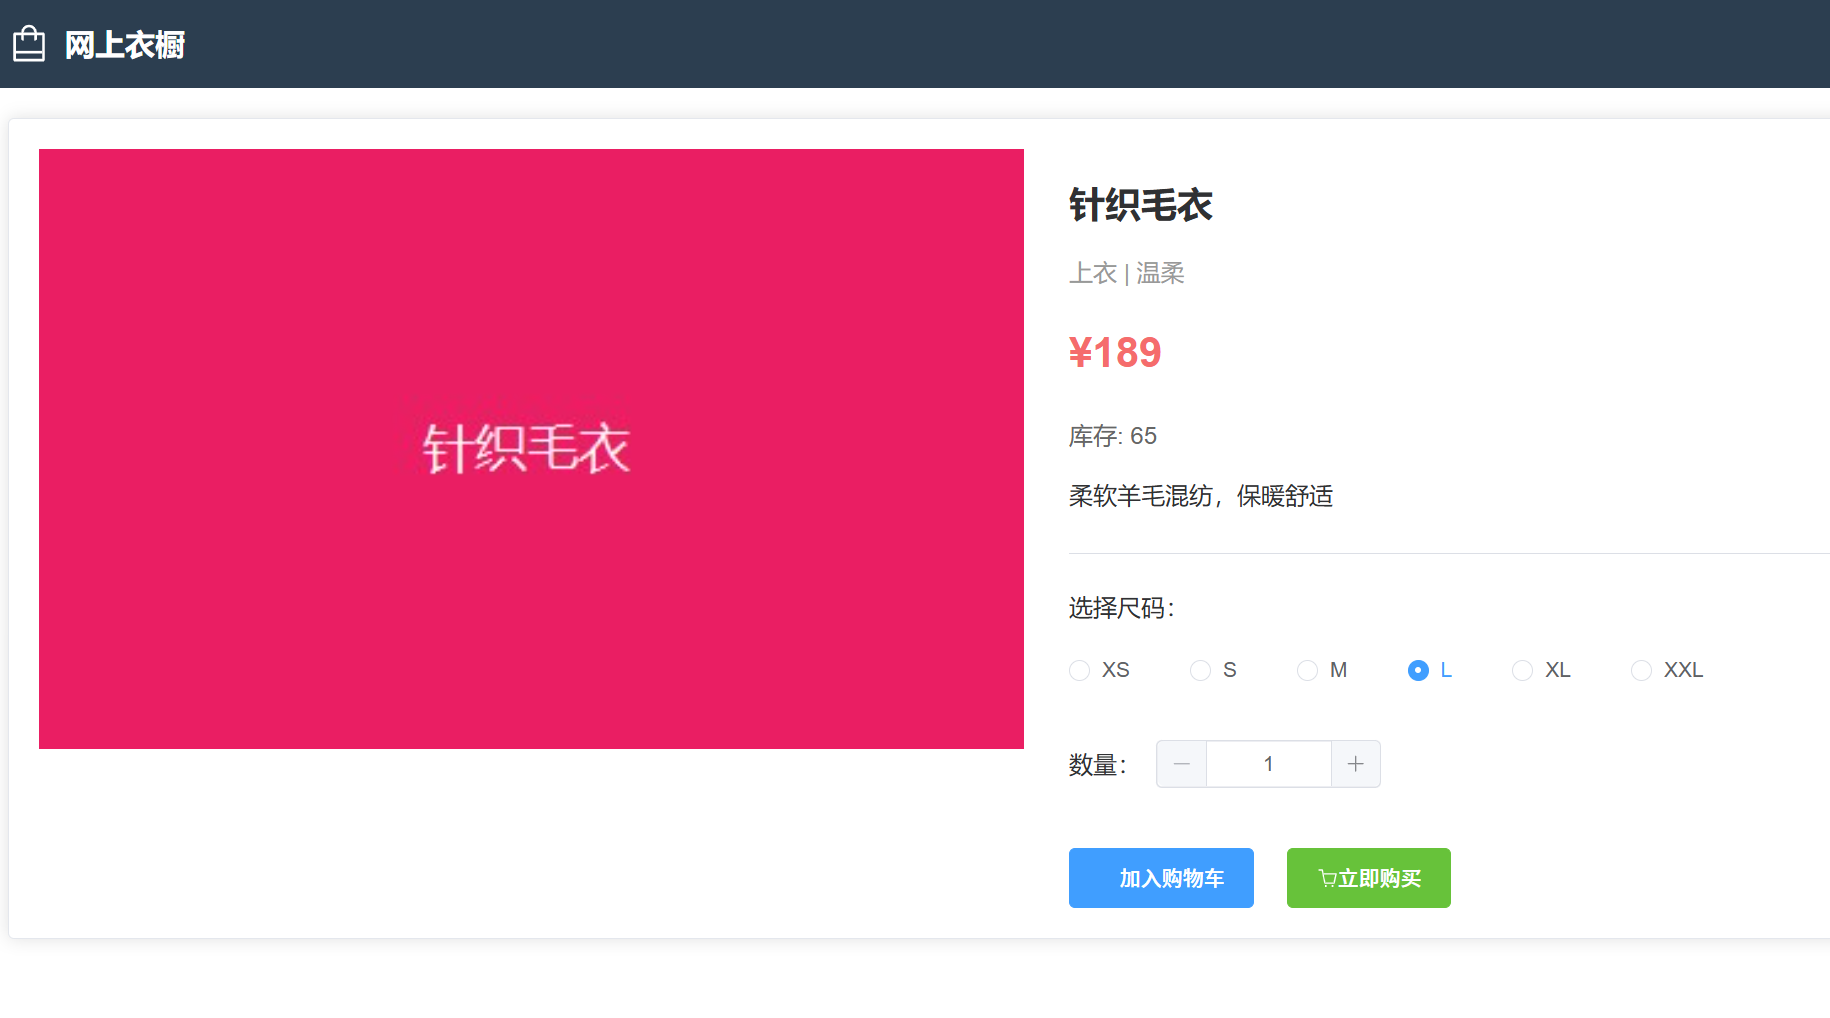 网上衣橱
针织毛衣
针织毛衣
上衣 | 温柔
¥189
库存: 65
柔软羊毛混纺，保暖舒适
选择尺码：
XS S M L XL XXL
数量： 1
加入购物车 立即购买